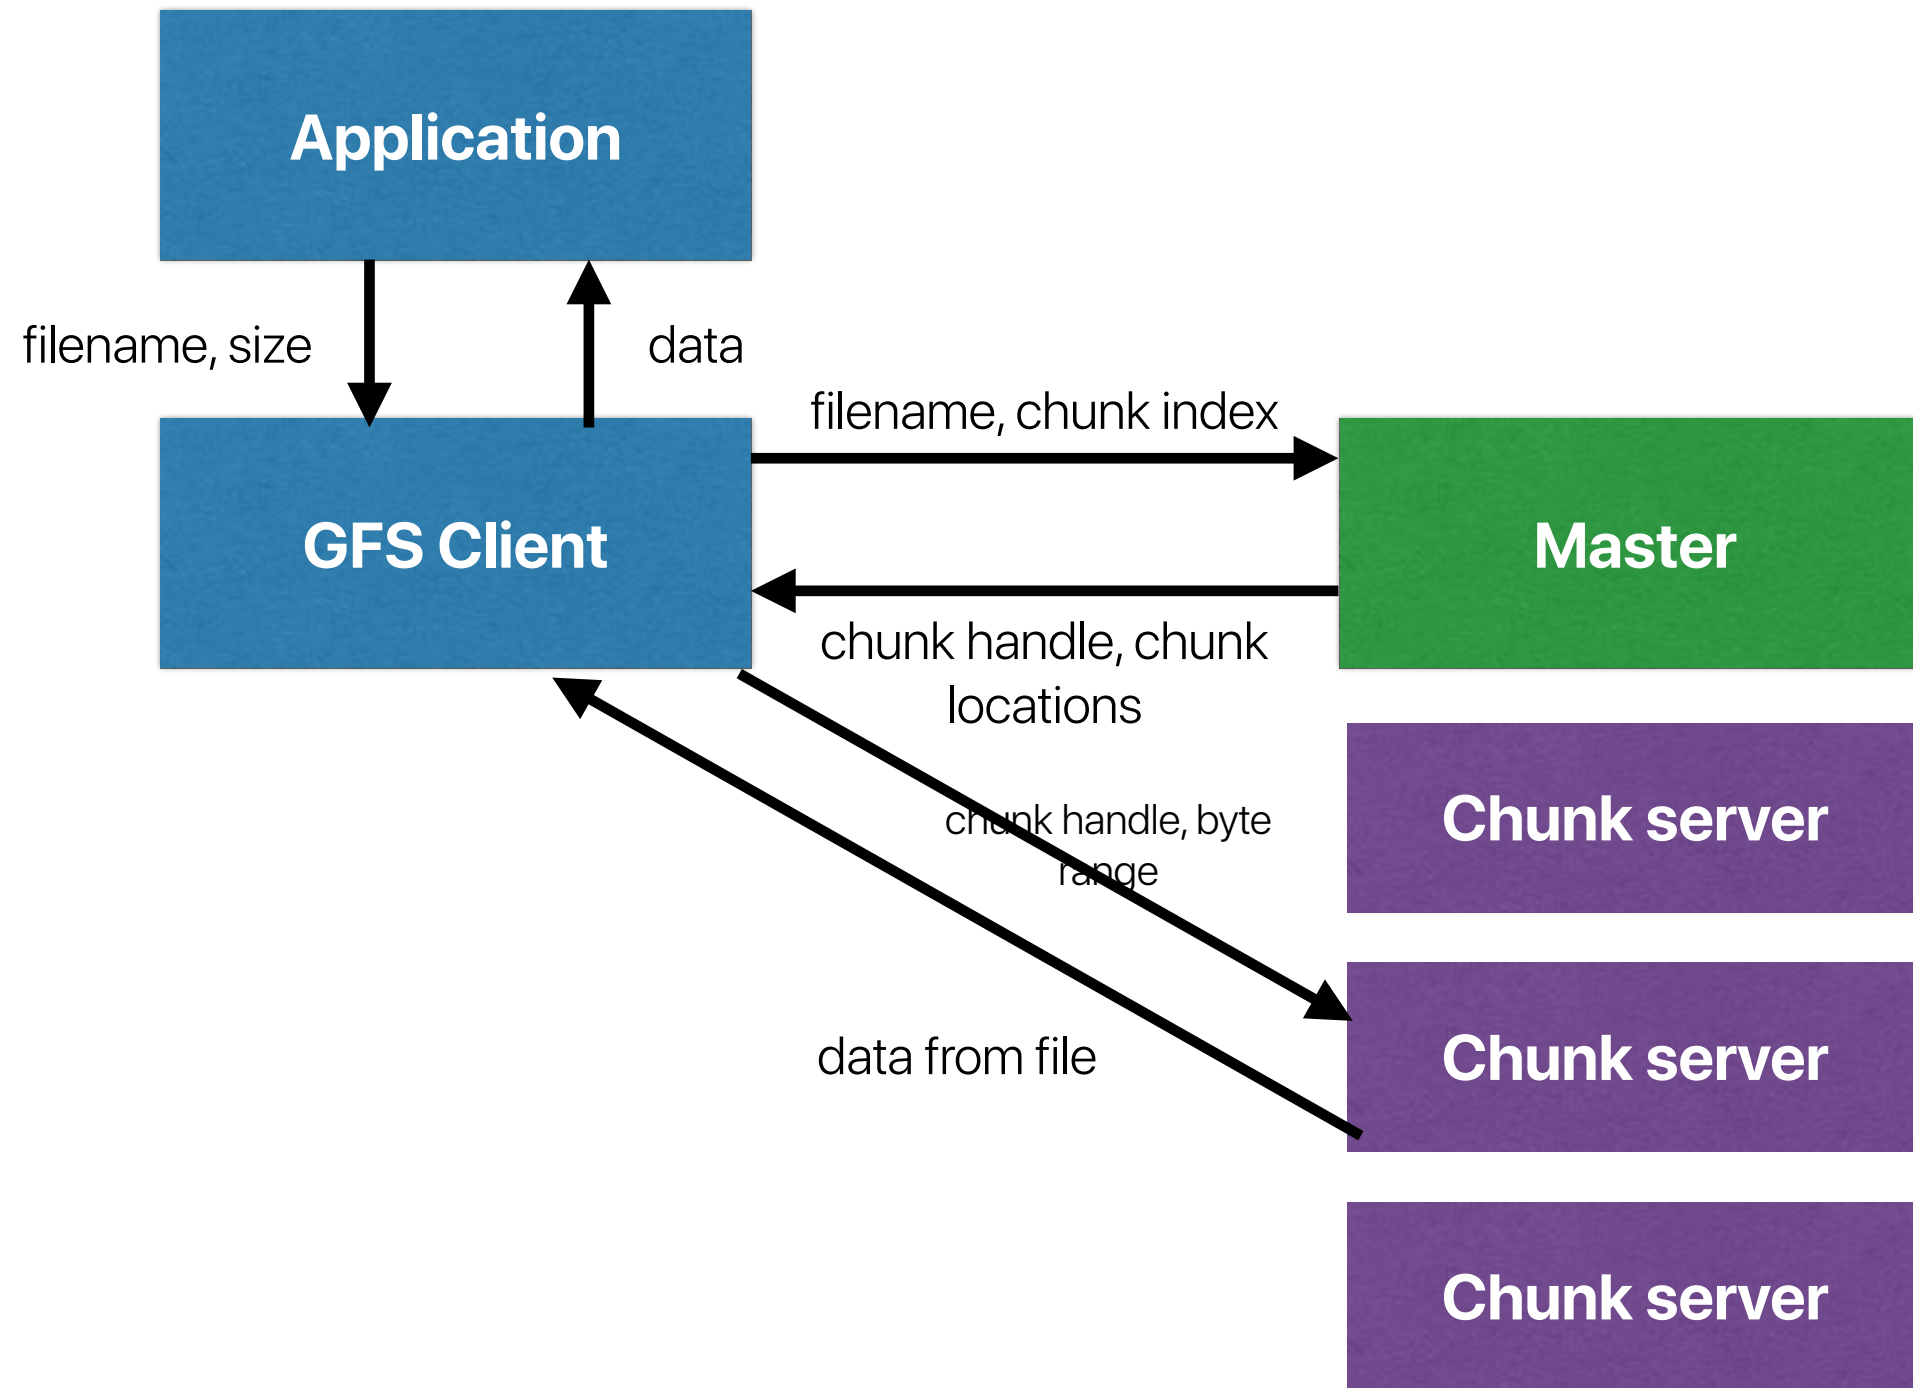 Application
filename, size
data
filename, chunk index
GFS Client
Master
chunk handle, chunk
locations
chunk handle, byte
range
Chunk server
data from file
Chunk server
Chunk server